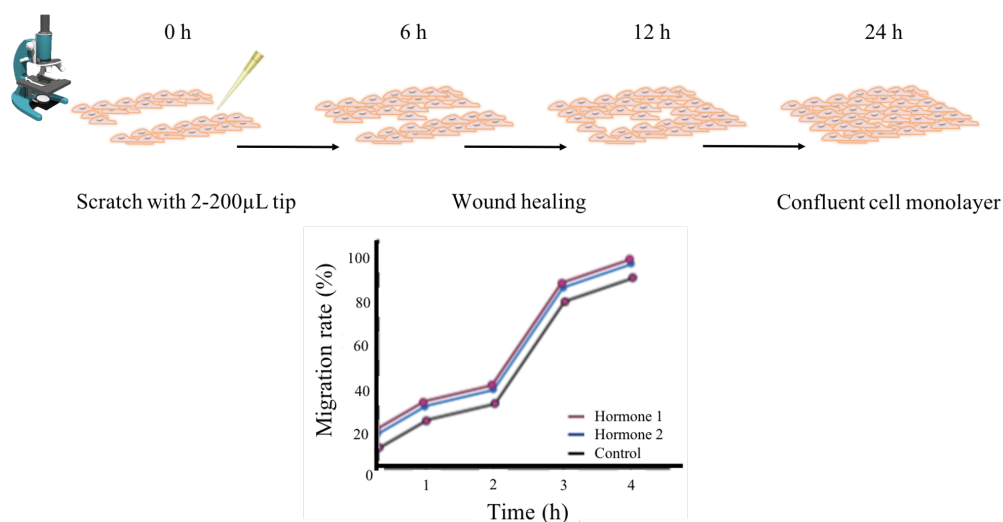 0 h
6 h
12 h
24 h
Scratch with 2-200µL tip
Wound healing
Confluent cell monolayer
Migration rate (%)
100
80
60
40
20
0
Hormone 1
Hormone 2
Control
1 2 3 4
Time (h)